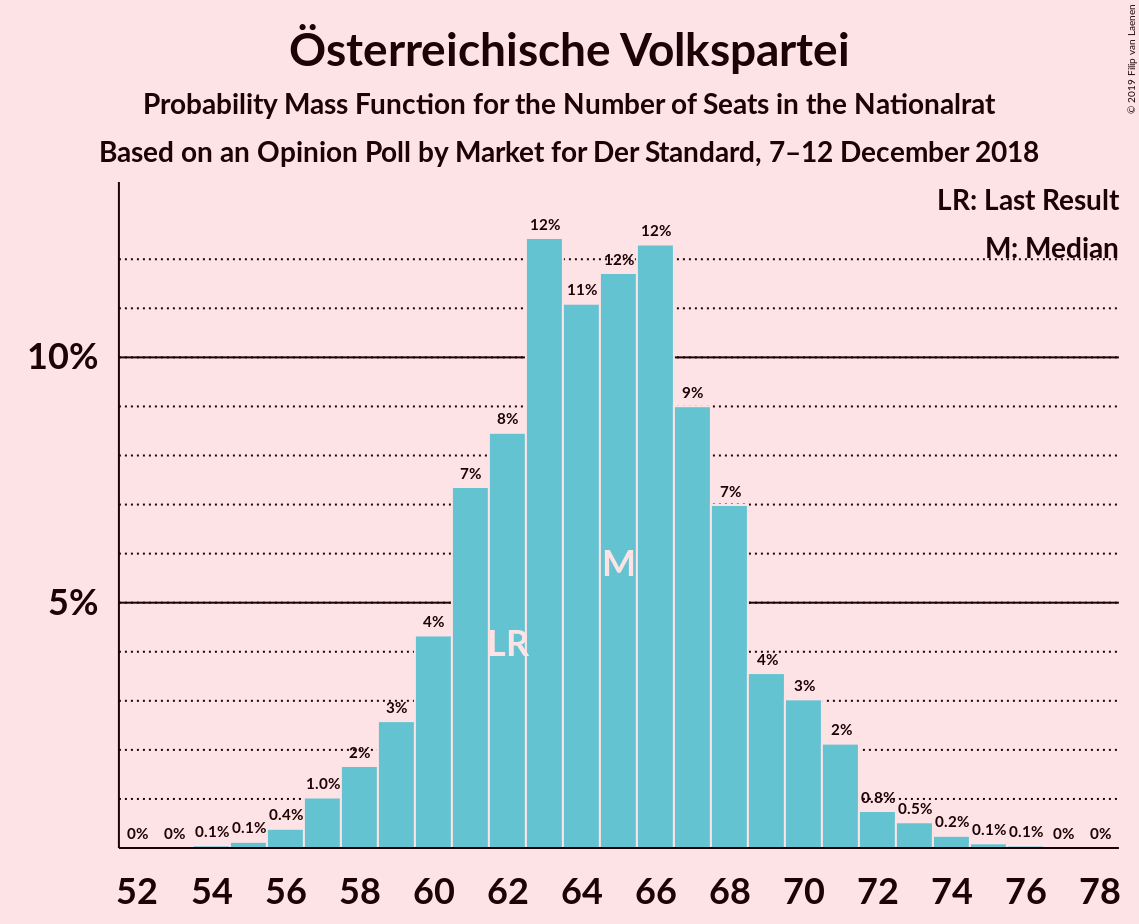 Österreichische Volkspartei
Probability Mass Function for the Number of Seats in the Nationalrat
Based on an Opinion Poll by Market for Der Standard, 7–12 December 2018
© 2019 Filip van Laenen
LR: Last Result
M: Median
10%
5%
0% 0% 0.1% 0.1% 0.4% 1.0% 2% 3% 4% 7% 8% 12% 11% 12% 12% 9% 7% 4% 3% 2% 0.8% 0.5% 0.2% 0.1% 0.1% 0% 0%
LR M
52 54 56 58 60 62 64 66 68 70 72 74 76 78